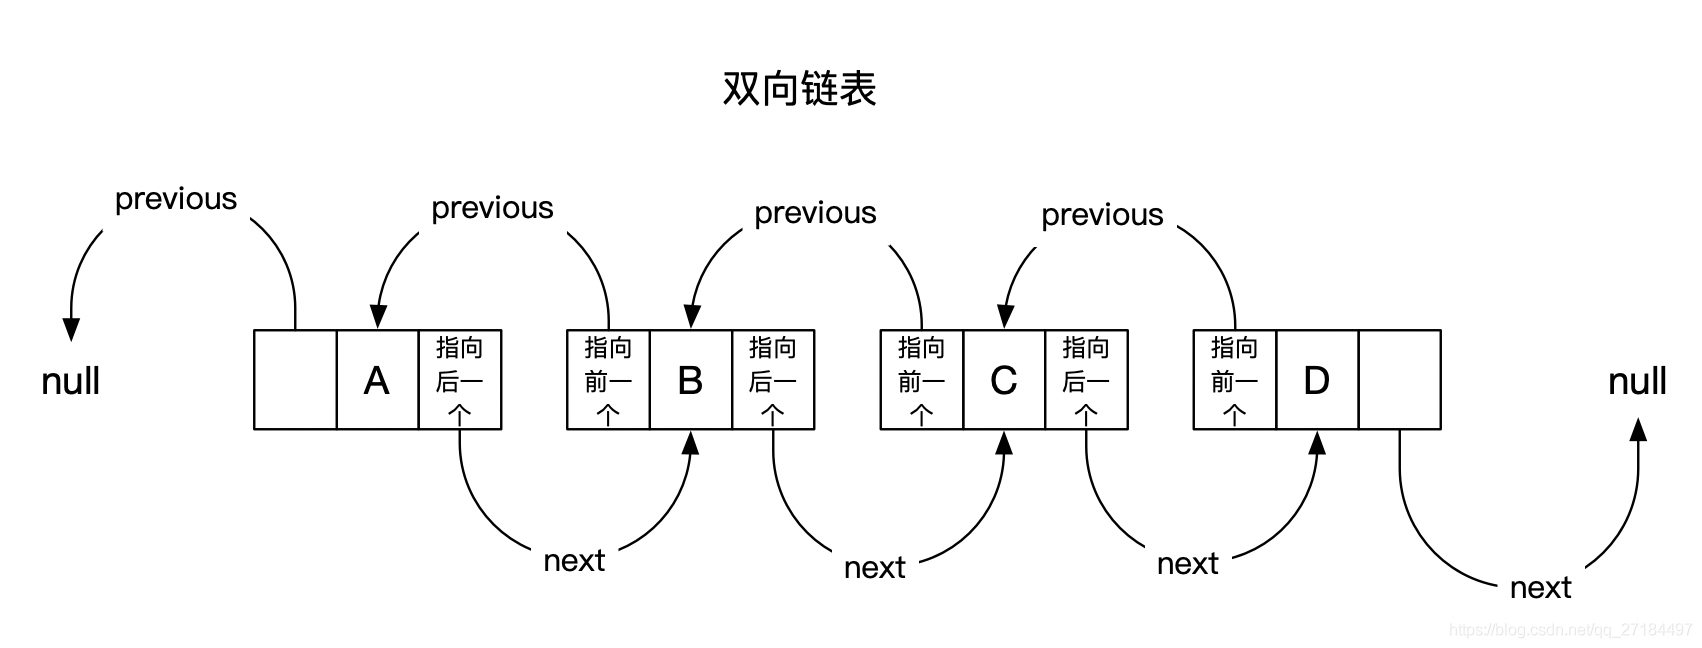 双向链表
previous
previous
previous
previous
null
A
指向
后一
个
指向
前一
个
B
指向
后一
个
指向
前一
个
C
指向
后一
个
指向
前一
个
D
null
next
next
next
next
https://blog.csdn.net/qq_27184497